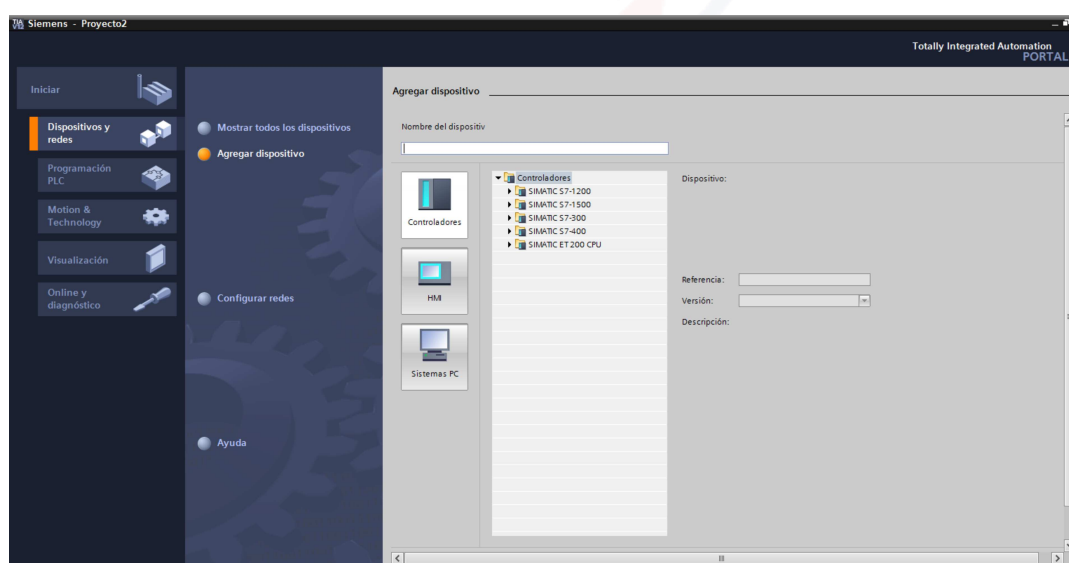 Siemens - Proyecto2
Totally Integrated Automation
PORTAL
Iniciar
Dispositivos y
redes
Programación
PLC
Motion &
Technology
Visualización
Online y
diagnóstico
Mostrar todos los dispositivos
Agregar dispositivo
Configurar redes
Ayuda
Agregar dispositivo
Nombre del dispositiv
Controladores
HMI
Sistemas PC
Controladores
SIMATIC S7-1200
SIMATIC S7-1500
SIMATIC S7-300
SIMATIC S7-400
SIMATIC ET 200 CPU
Dispositivo:
Referencia:
Versión:
Descripción: